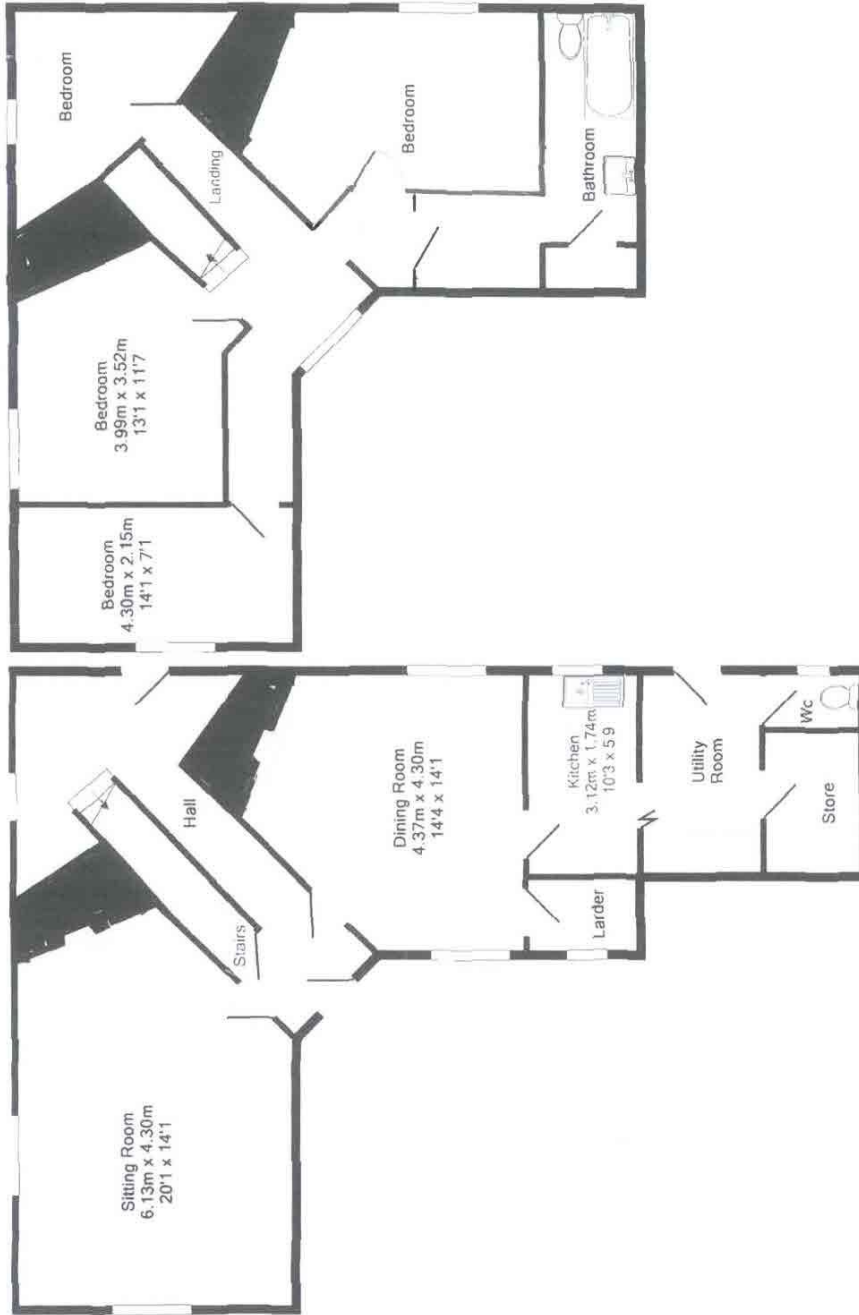 Bedroom
Landing
Bedroom
Bathroom
Bedroom
3.99m x 3.52m
13'1 x 11'7
Bedroom
4.30m x 2.15m
14'1 x 7'1
Sitting Room
6.13m x 4.30m
20'1 x 14'1
Stairs
Hall
Dining Room
4.37m x 4.30m
14'4 x 14'1
Kitchen
3.12m x 1.74m
10'3 x 5 9
Larder
Utility
Room
Wc
Store